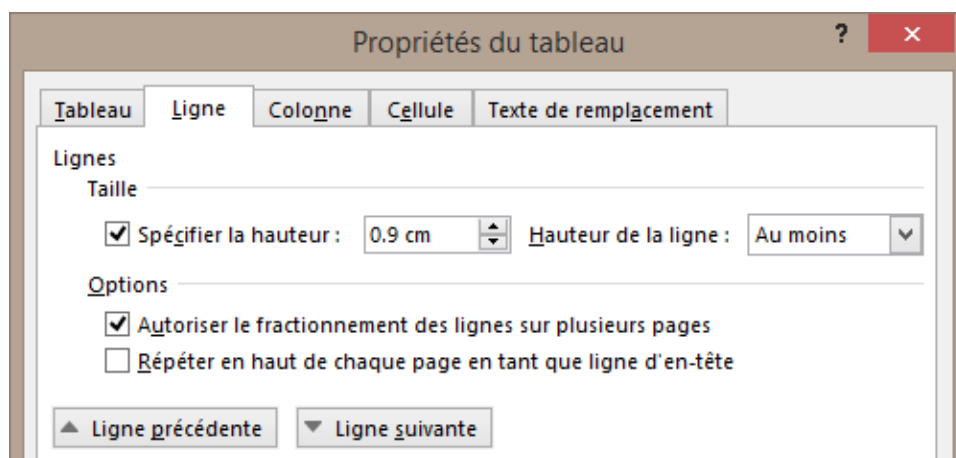 Propriétés du tableau ?
Tableau Ligne Colonne Cellule Texte de remplacement
Lignes
Taille
Spécifier la hauteur : 0.9 cm Hauteur de la ligne : Au moins
Options
Autoriser le fractionnement des lignes sur plusieurs pages
Répéter en haut de chaque page en tant que ligne d'en-tête
Ligne précédente Ligne suivante